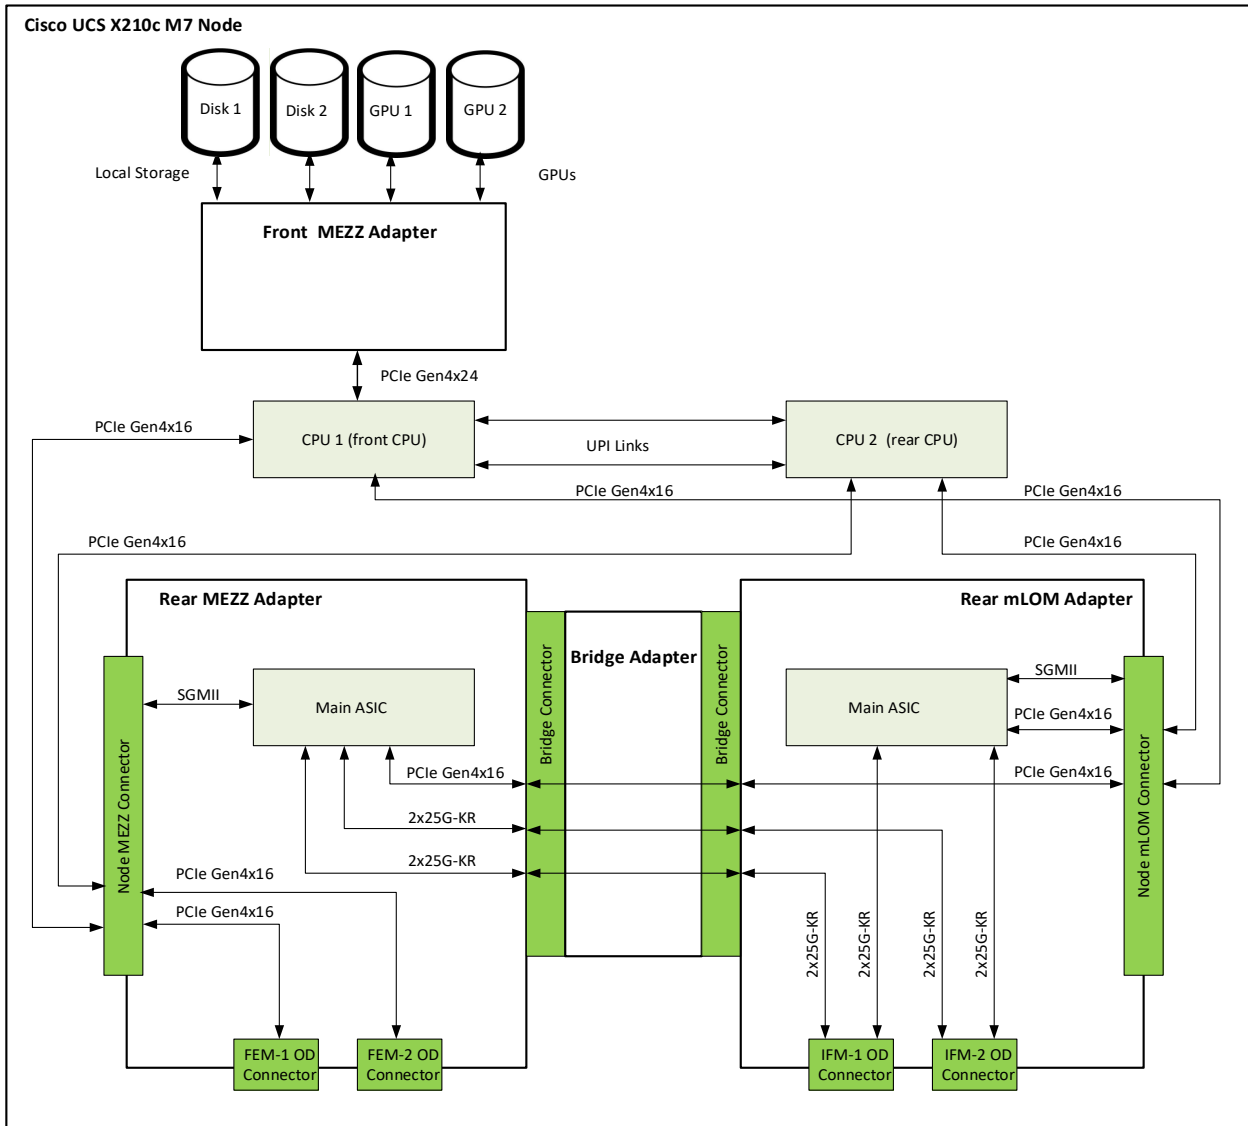 Cisco UCS X210c M7 Node
Disk 1
Disk 2
GPU 1
GPU 2
Local Storage
GPUs
Front MEZZ Adapter
PCIe Gen4x24
PCIe Gen4x16
CPU 1 (front CPU)
UPI Links
CPU 2 (rear CPU)
PCIe Gen4x16
PCIe Gen4x16
PCIe Gen4x16
PCIe Gen4x16
Rear MEZZ Adapter
Rear mLOM Adapter
Bridge Connector
Bridge Adapter
Bridge Connector
SGMII
Main ASIC
Main ASIC
SGMII
PCIe Gen4x16
Node MEZZ Connector
PCIe Gen4x16
PCIe Gen4x16
Node mLOM Connector
2x25G-KR
2x25G-KR
PCIe Gen4x16
PCIe Gen4x16
2x25G-KR
2x25G-KR
2x25G-KR
2x25G-KR
FEM-1 OD
Connector
FEM-2 OD
Connector
IFM-1 OD
Connector
IFM-2 OD
Connector